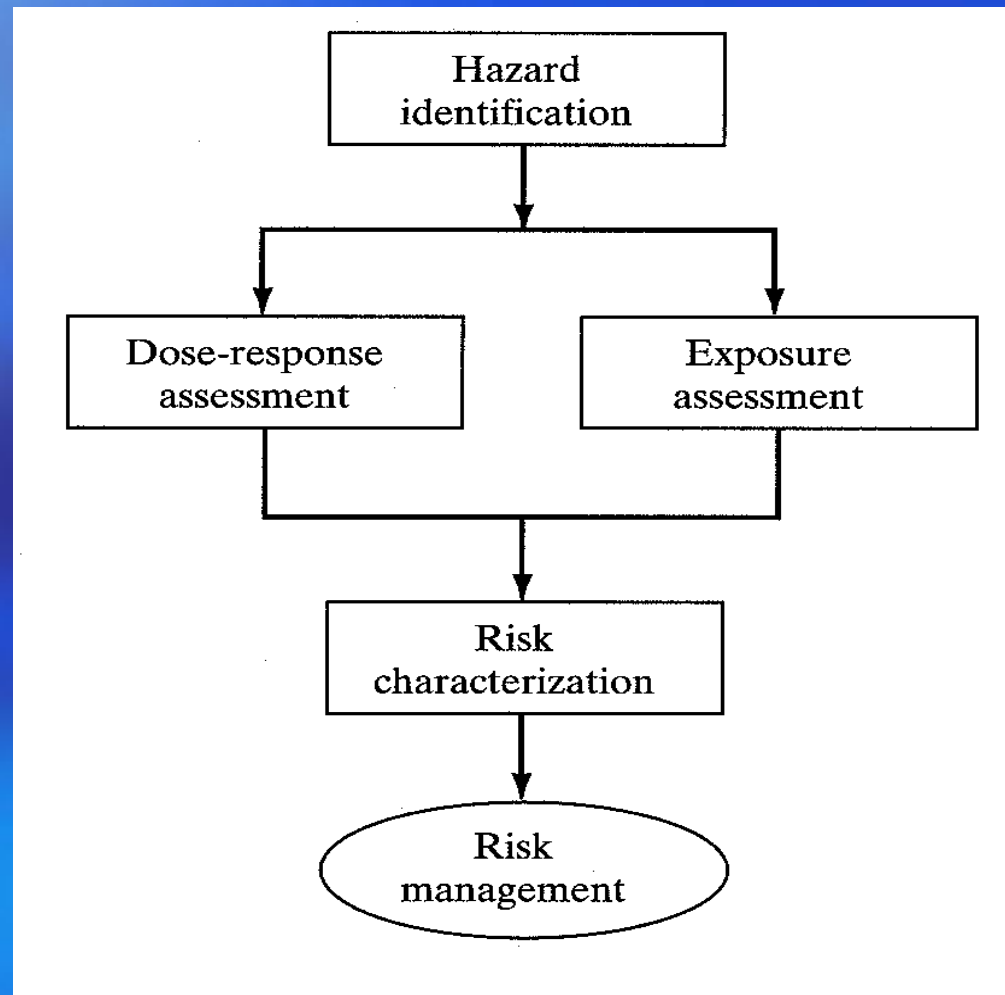 Hazard
identification
Dose-response
assessment
Exposure
assessment
Risk
characterization
Risk
management